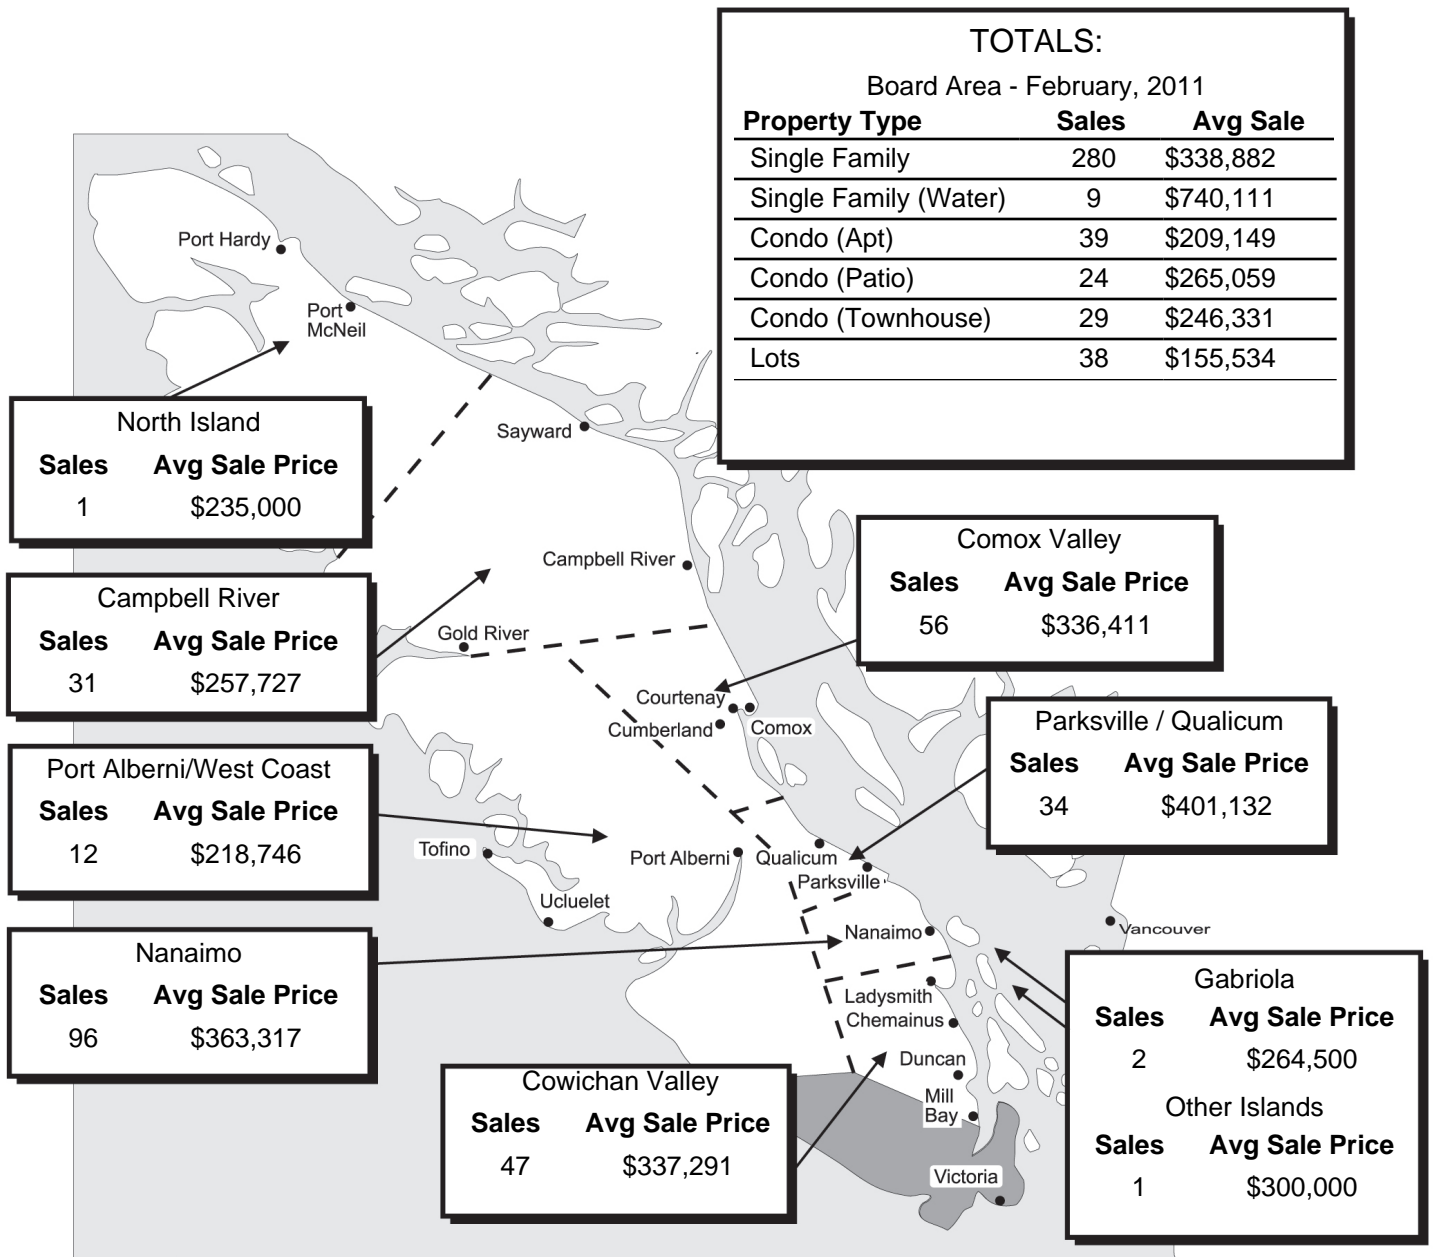 TOTALS:
Board Area - February, 2011
Property Type Sales Avg Sale
Single Family 280 $338,882
Single Family (Water) 9 $740,111
Condo (Apt) 39 $209,149
Condo (Patio) 24 $265,059
Condo (Townhouse) 29 $246,331
Lots 38 $155,534
Port Hardy
Port
McNeil
North Island
Sales Avg Sale Price
1 $235,000
Sayward
Campbell River
Campbell River
Sales Avg Sale Price
31 $257,727
Gold River
Comox Valley
Sales Avg Sale Price
56 $336,411
Courtenay
Cumberland
Comox
Parksville / Qualicum
Sales Avg Sale Price
34 $401,132
Port Alberni/West Coast
Sales Avg Sale Price
12 $218,746
Tofino
Port Alberni
Qualicum
Parksville
Ucluelet
Nanaimo
Vancouver
Nanaimo
Sales Avg Sale Price
96 $363,317
Ladysmith
Chemainus
Duncan
Mill
Bay
Gabriola
Sales Avg Sale Price
2 $264,500
Other Islands
Sales Avg Sale Price
1 $300,000
Cowichan Valley
Sales Avg Sale Price
47 $337,291
Victoria